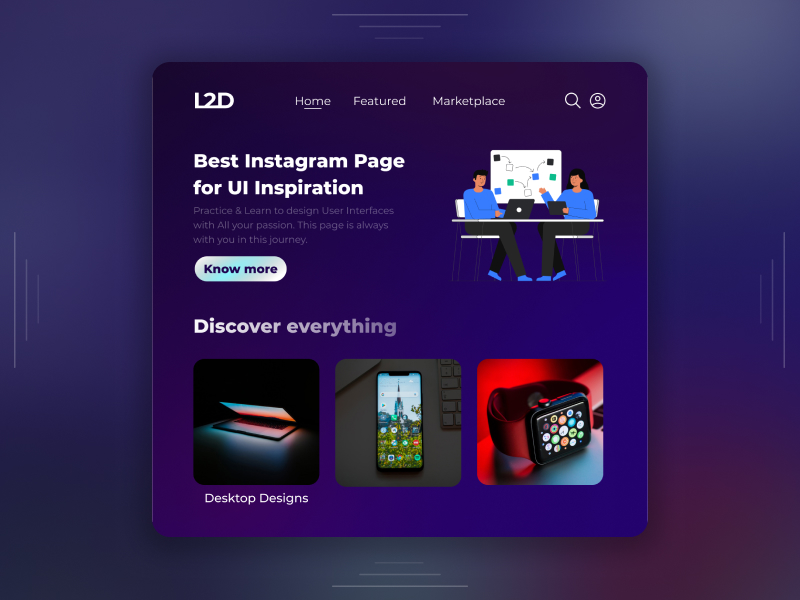 L2D
Home Featured Marketplace
Best Instagram Page
for UI Inspiration
Practice & Learn to design User Interfaces
with All your passion. This page is always
with you in this journey.
Know more
Discover everything
Desktop Designs